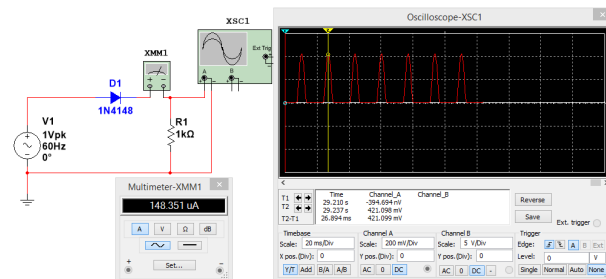 XSC1
Ext Trig
A
B
XMM1
D1
1N4148
V1
1Vpk
60Hz
0°
R1
1kΩ
Multimeter-XMM1
148.351 uA
A V Ω dB
Set...
+
Oscilloscope-XSC1
Time Channel_A Channel_B
T1 29.210 s -394.694 nV
T2 29.237 s 421.098 mV
T2-T1 26.894 ms 421.099 mV
Reverse
Save
Ext. trigger
Timebase
Scale: 20 ms/Div
X pos.(Div): 0
Y/T Add B/A A/B
Channel A
Scale: 200 mV/Div
Y pos.(Div): 0
AC 0 DC
Channel B
Scale: 5 V/Div
Y pos.(Div): 0
AC 0 DC -
Trigger
Edge: A B Ext
Level: 0 V
Single Normal Auto None